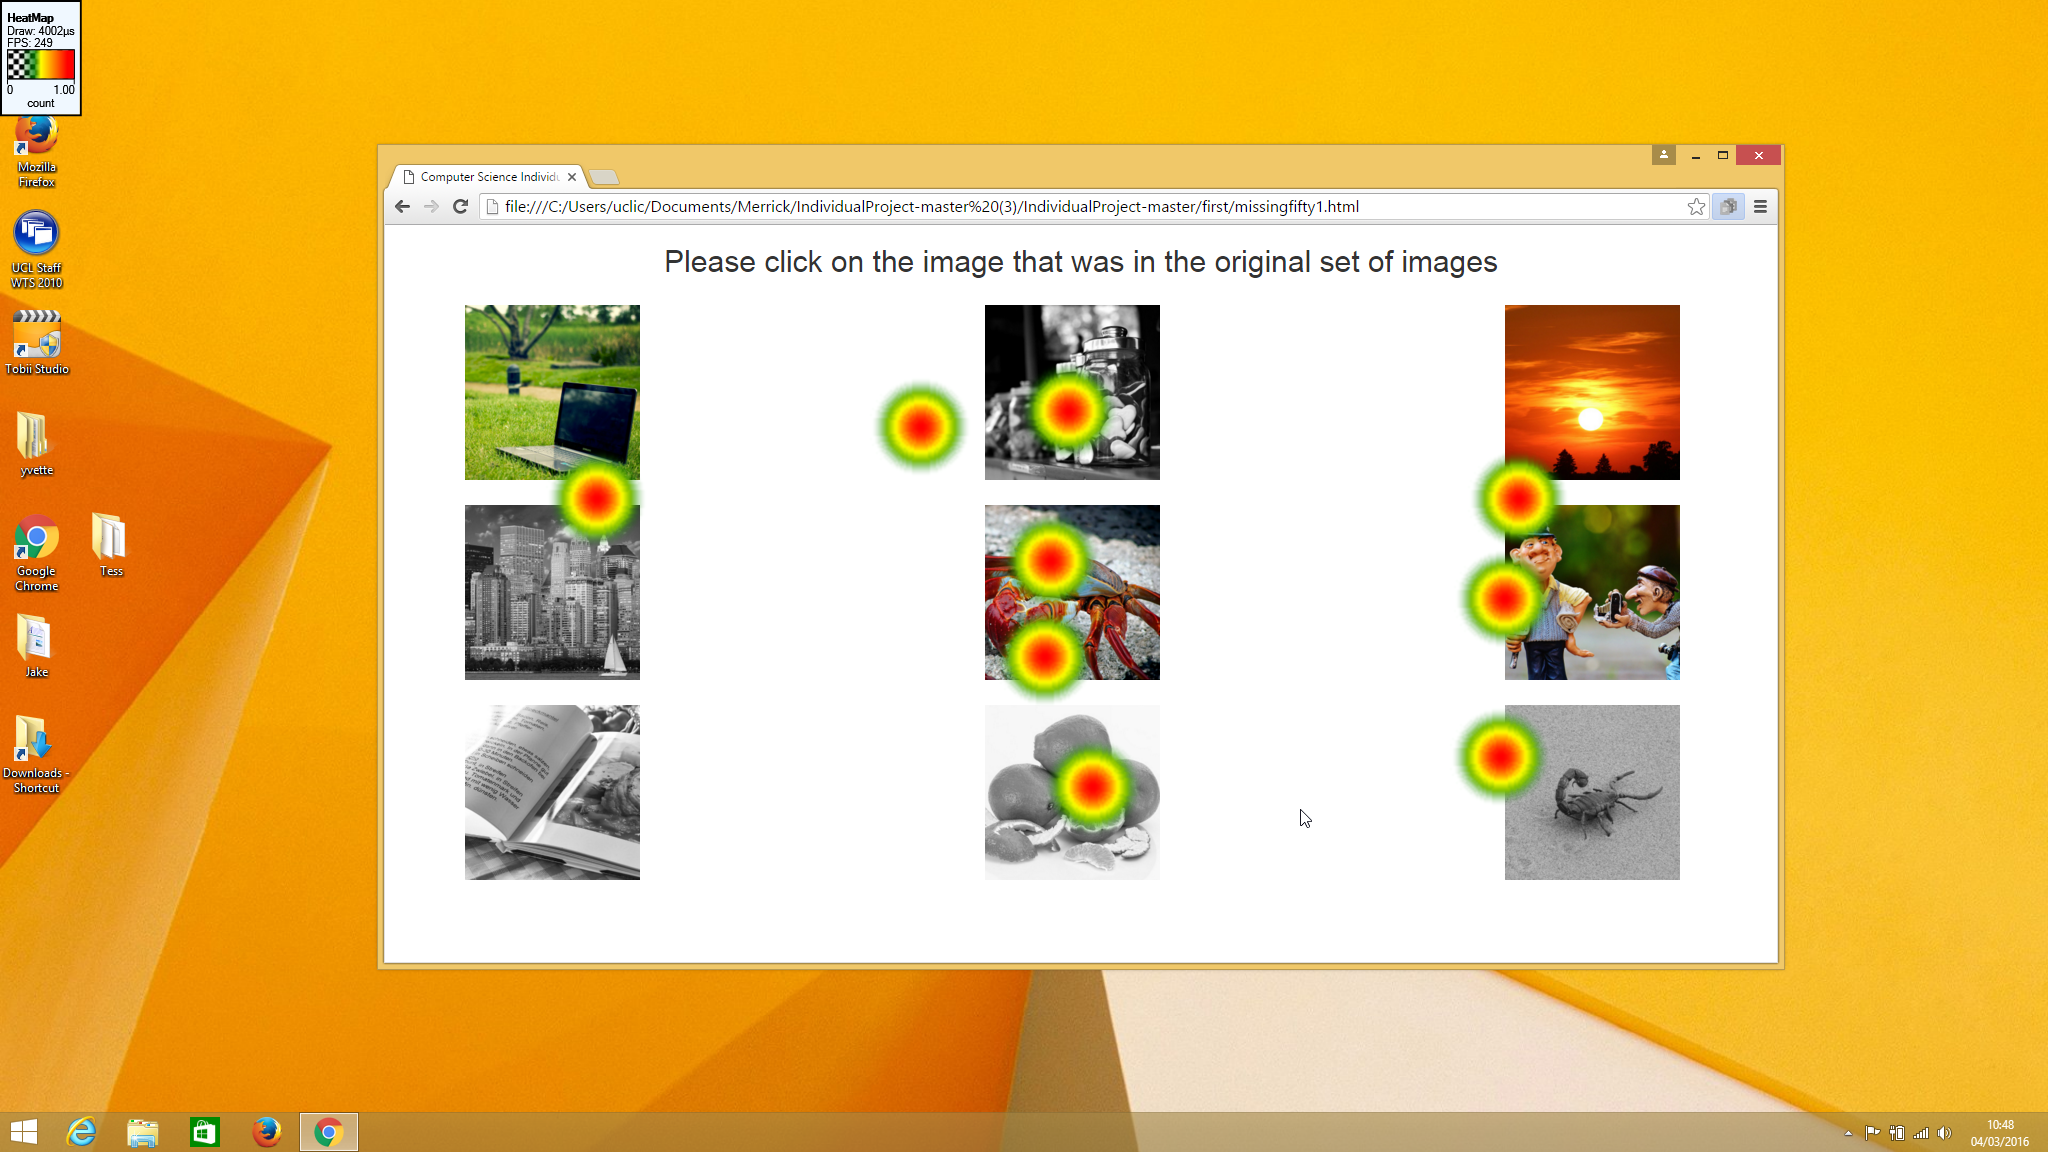 HeatMap
Draw: 4002µs
FPS: 249
0 1.00
count
Mozilla
Firefox
UCL Staff
WTS 2010
Tobii Studio
yvette
Google
Chrome
Tess
Jake
Downloads -
Shortcut
Computer Science Individu
file:///C:/Users/uclic/Documents/Merrick/IndividualProject-master%20(3)/IndividualProject-master/first/missingfifty1.html
Please click on the image that was in the original set of images
10:48
04/03/2016